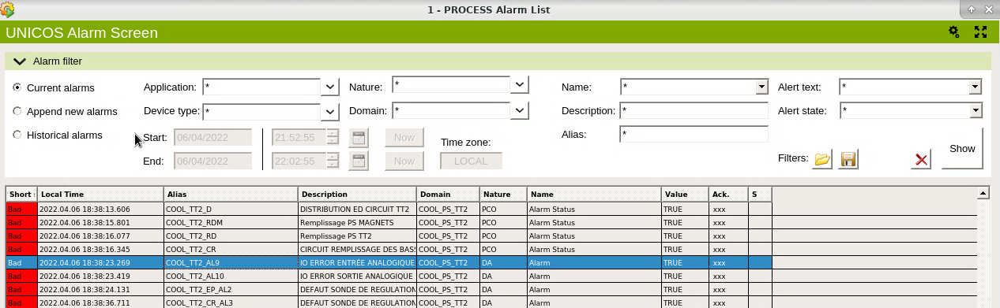 1 - PROCESS Alarm List
UNICOS Alarm Screen
Alarm filter
Current alarms Application: * Nature: * Name: * Alert text: *
Append new alarms Device type: * Domain: * Description: * Alert state: *
Historical alarms Start: 06/04/2022 21:52:55 Now Time zone: Alias: * Show
End: 06/04/2022 22:02:55 Now LOCAL Filters:
Short Local Time Alias Description Domain Nature Name Value Ack. S
Bad 2022.04.06 18:38:13.606 COOL_TT2_D DISTRIBUTION ED CIRCUIT TT2 COOL_PS_TT2 PCO Alarm Status TRUE xxx
Bad 2022.04.06 18:38:15.801 COOL_TT2_RDM Remplissage PS MAGNETS COOL_PS_TT2 PCO Alarm Status TRUE xxx
Bad 2022.04.06 18:38:16.077 COOL_TT2_RD Remplissage PS TT2 COOL_PS_TT2 PCO Alarm Status TRUE xxx
Bad 2022.04.06 18:38:16.345 COOL_TT2_CR CIRCUIT REMPLISSAGE DES BAS COOL_PS_TT2 PCO Alarm Status TRUE xxx
Bad 2022.04.06 18:38:23.269 COOL_TT2_AL9 IO ERROR ENTRÉE ANALOGIQUE COOL_PS_TT2 DA Alarm TRUE xxx
Bad 2022.04.06 18:38:23.419 COOL_TT2_AL10 IO ERROR SORTIE ANALOGIQUE COOL_PS_TT2 DA Alarm TRUE xxx
Bad 2022.04.06 18:38:24.131 COOL_TT2_EP_AL2 DEFAUT SONDE DE REGULATION COOL_PS_TT2 DA Alarm TRUE xxx
Bad 2022.04.06 18:38:36.711 COOL_TT2_CR_AL3 DEFAUT SONDE DE REGULATION COOL_PS_TT2 DA Alarm TRUE xxx